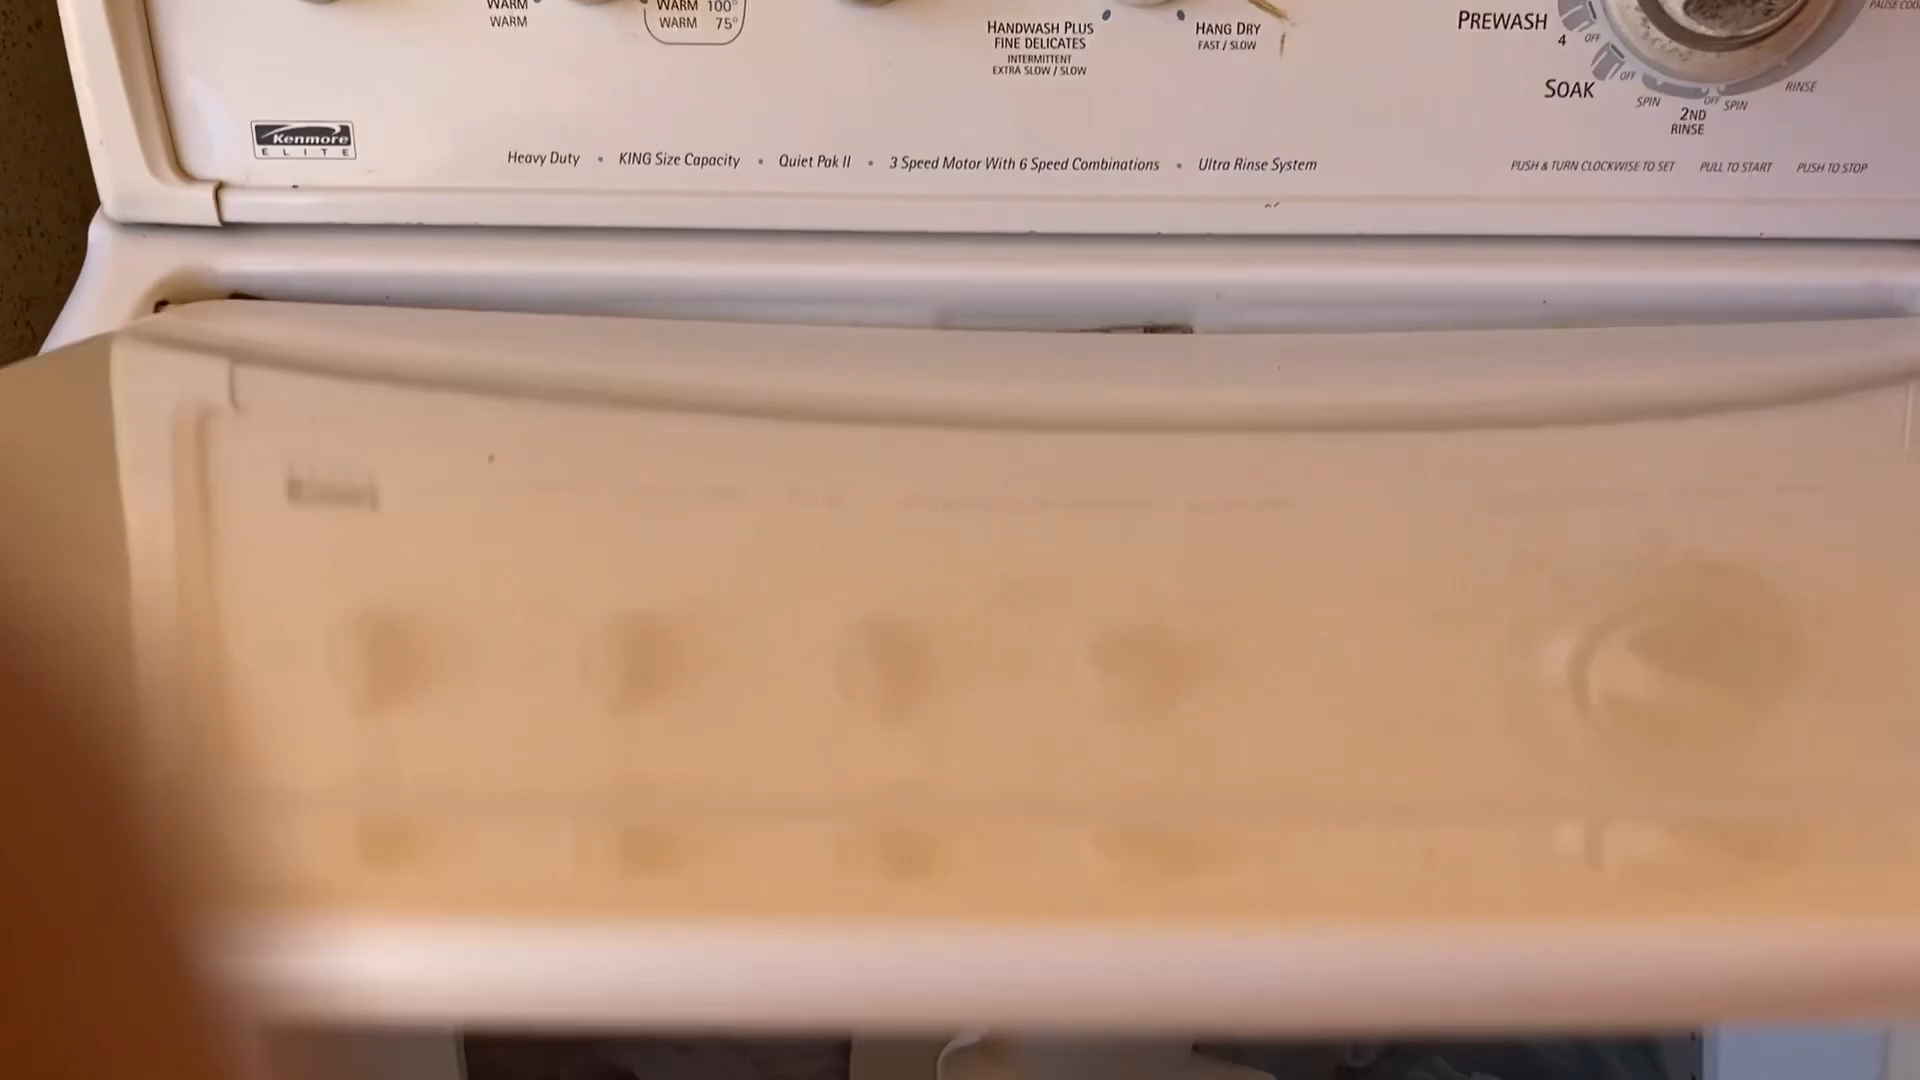 WARM
WARM
WARM 100°
WARM 75°
HANDWASH PLUS
FINE DELICATES
INTERMITTENT
EXTRA SLOW / SLOW
HANG DRY
FAST / SLOW
PREWASH
4
OFF
SOAK
OFF
SPIN
OFF
SPIN
2ND
RINSE
RINSE
Kenmore
ELITE
Heavy Duty • KING Size Capacity • Quiet Pak II • 3 Speed Motor With 6 Speed Combinations • Ultra Rinse System
PUSH & TURN CLOCKWISE TO SET PULL TO START PUSH TO STOP